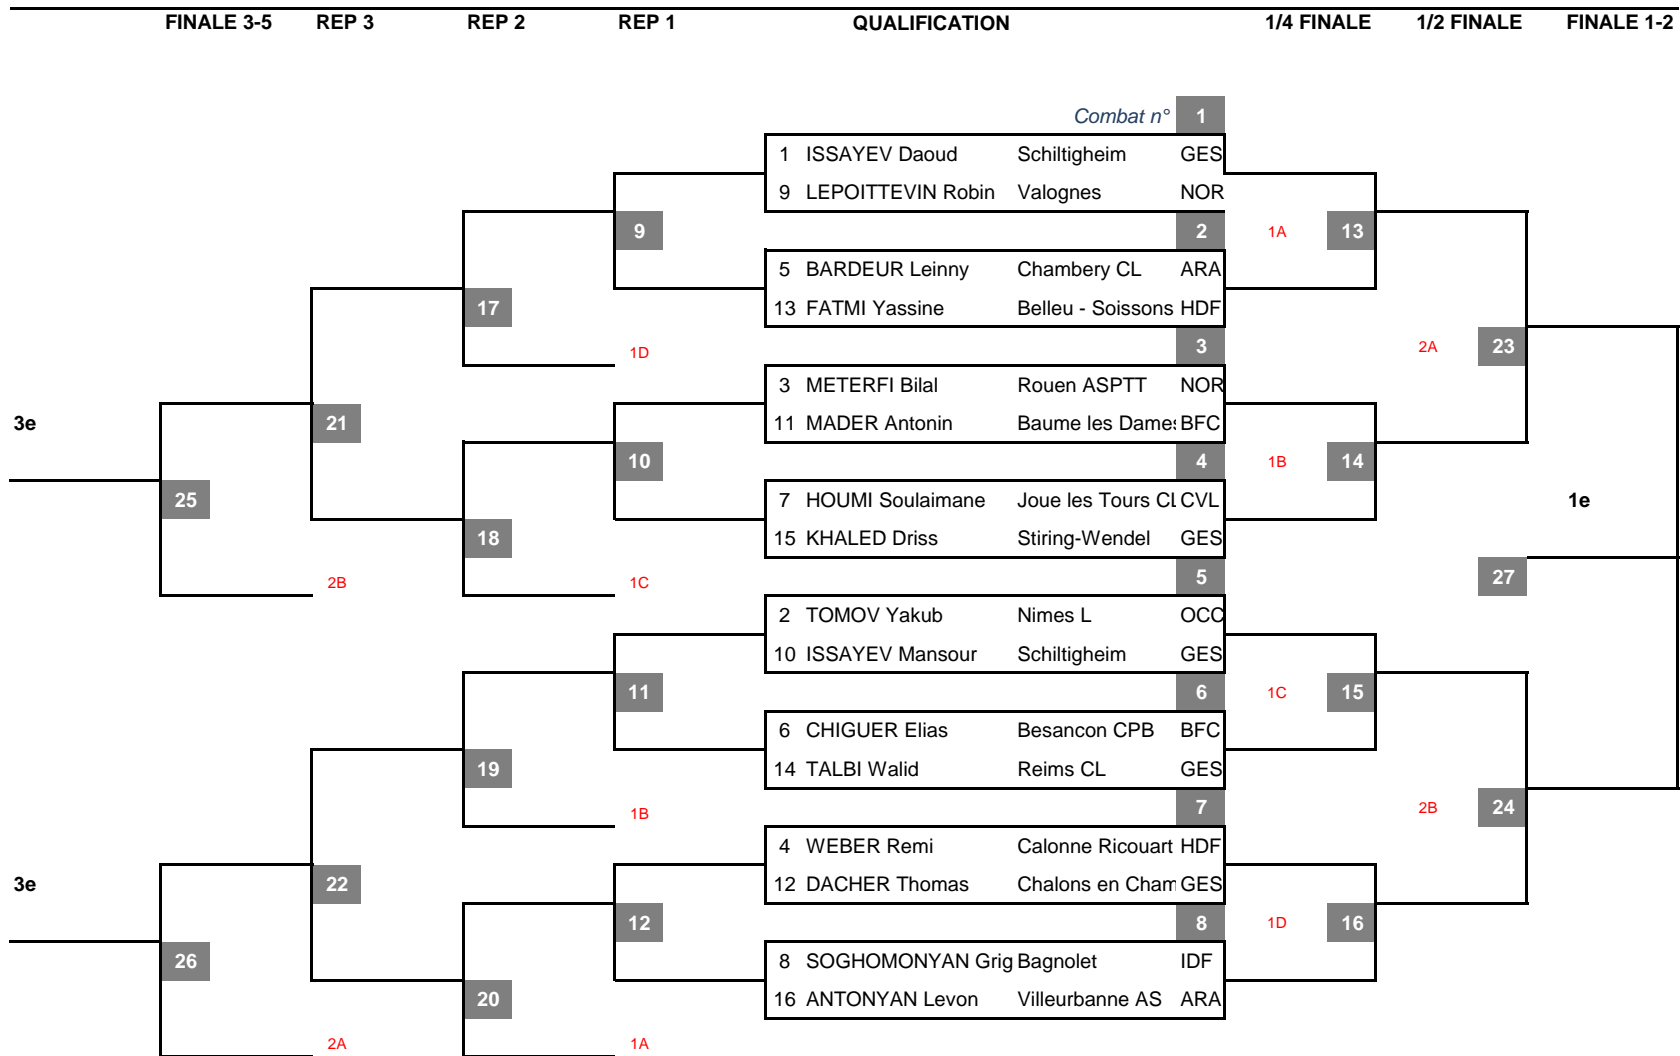 FINALE 3-5 REP 3 REP 2 REP 1 QUALIFICATION 1/4 FINALE 1/2 FINALE FINALE 1-2
Combat n° 1
1 ISSAYEV Daoud Schiltigheim GES
9 LEPOITTEVIN Robin Valognes NOR
9 2 1A 13
5 BARDEUR Leinny Chambery CL ARA
17 13 FATMI Yassine Belleu - Soissons HDF
1D 3 2A 23
3 METERFI Bilal Rouen ASPTT NOR
3e 21 11 MADER Antonin Baume les Dames BFC
10 4 1B 14
25 7 HOUMI Soulaimane Joue les Tours CL CVL 1e
18 15 KHALED Driss Stiring-Wendel GES
2B 1C 5 27
2 TOMOV Yakub Nimes L OCC
10 ISSAYEV Mansour Schiltigheim GES
11 6 1C 15
6 CHIGUER Elias Besancon CPB BFC
19 14 TALBI Walid Reims CL GES
1B 7 2B 24
4 WEBER Remi Calonne Ricouart HDF
3e 22 12 DACHER Thomas Chalons en Cham GES
12 8 1D 16
26 8 SOGHOMONYAN Grig Bagnolet IDF
20 16 ANTONYAN Levon Villeurbanne AS ARA
2A 1A